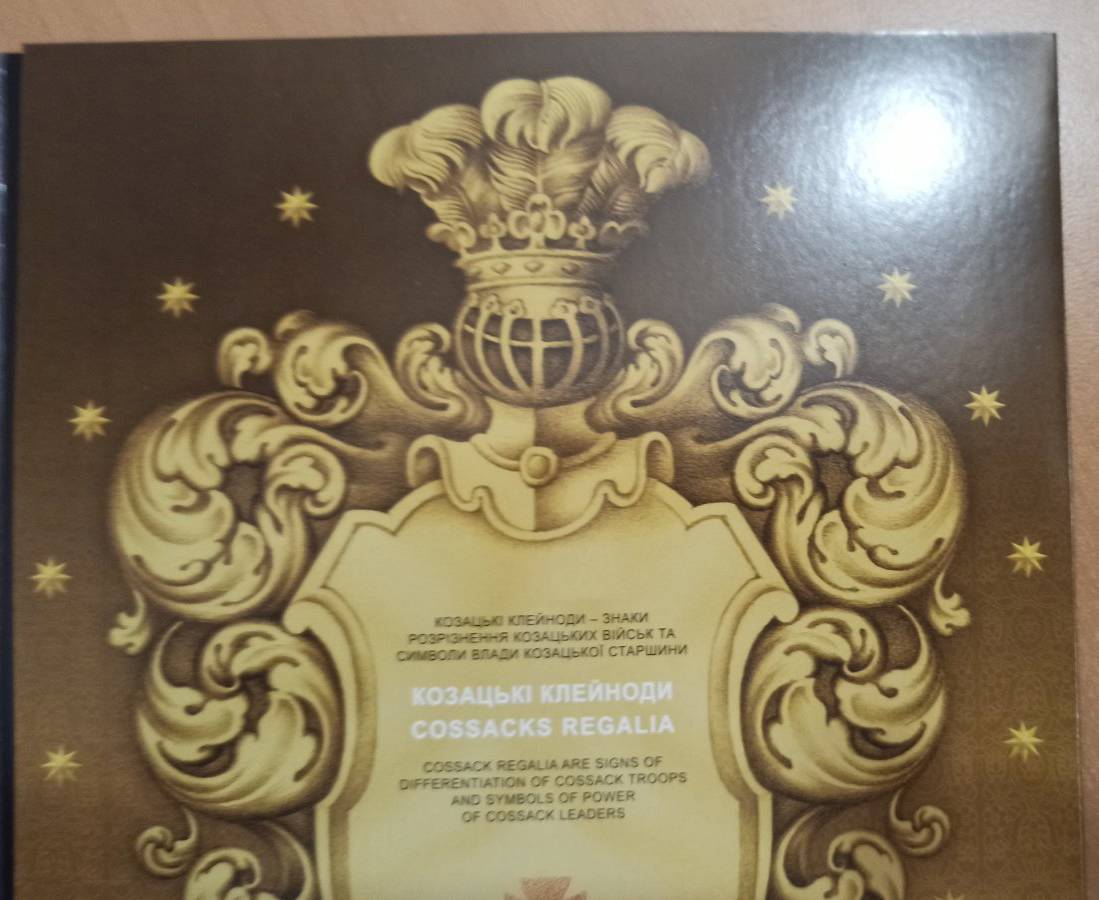 КОЗАЦЬКІ КЛЕЙНОДИ – ЗНАКИ
РОЗРІЗНЕННЯ КОЗАЦЬКИХ ВІЙСЬК ТА
СИМВОЛИ ВЛАДИ КОЗАЦЬКОЇ СТАРШИНИ
КОЗАЦЬКІ КЛЕЙНОДИ
COSSACKS REGALIA
COSSACK REGALIA ARE SIGNS OF
DIFFERENTIATION OF COSSACK TROOPS
AND SYMBOLS OF POWER
OF COSSACK LEADERS